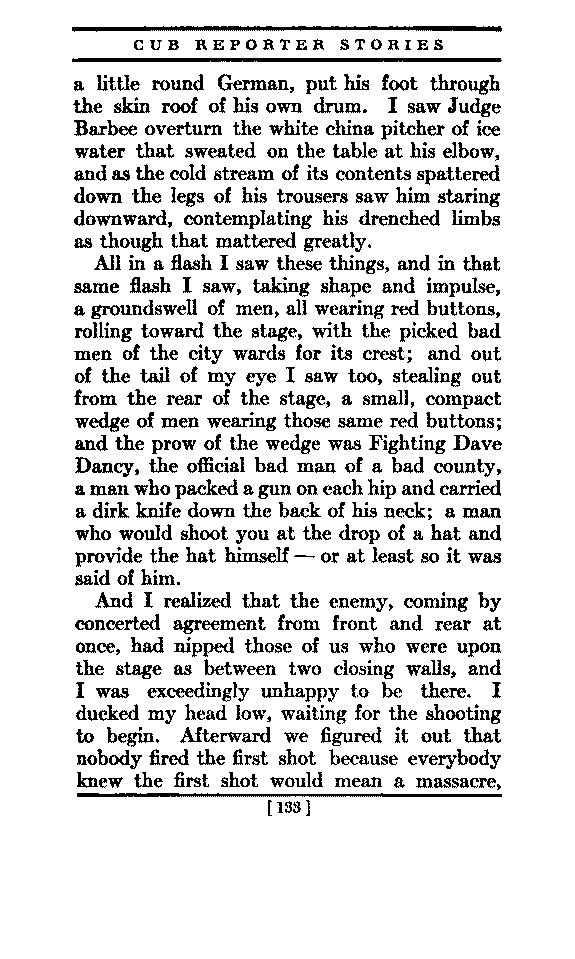 CUB REPORTER STORIES
a little round German, put his foot through
the skin roof of his own drum. I saw Judge
Barbee overturn the white china pitcher of ice
water that sweated on the table at his elbow,
and as the cold stream of its contents spattered
down the legs of his trousers saw him staring
downward, contemplating his drenched limbs
as though that mattered greatly.
All in a flash I saw these things, and in that
same flash I saw, taking shape and impulse,
a groundswell of men, all wearing red buttons,
rolling toward the stage, with the picked bad
men of the city wards for its crest; and out
of the tail of my eye I saw too, stealing out
from the rear of the stage, a small, compact
wedge of men wearing those same red buttons;
and the prow of the wedge was Fighting Dave
Dancy, the official bad man of a bad county,
a man who packed a gun on each hip and carried
a dirk knife down the back of his neck; a man
who would shoot you at the drop of a hat and
provide the hat himself — or at least so it was
said of him.
And I realized that the enemy, coming by
concerted agreement from front and rear at
once, had nipped those of us who were upon
the stage as between two closing walls, and
I was exceedingly unhappy to be there. I
ducked my head low, waiting for the shooting
to begin. Afterward we figured it out that
nobody fired the first shot because everybody
knew the first shot would mean a massacre,
[ 133 ]